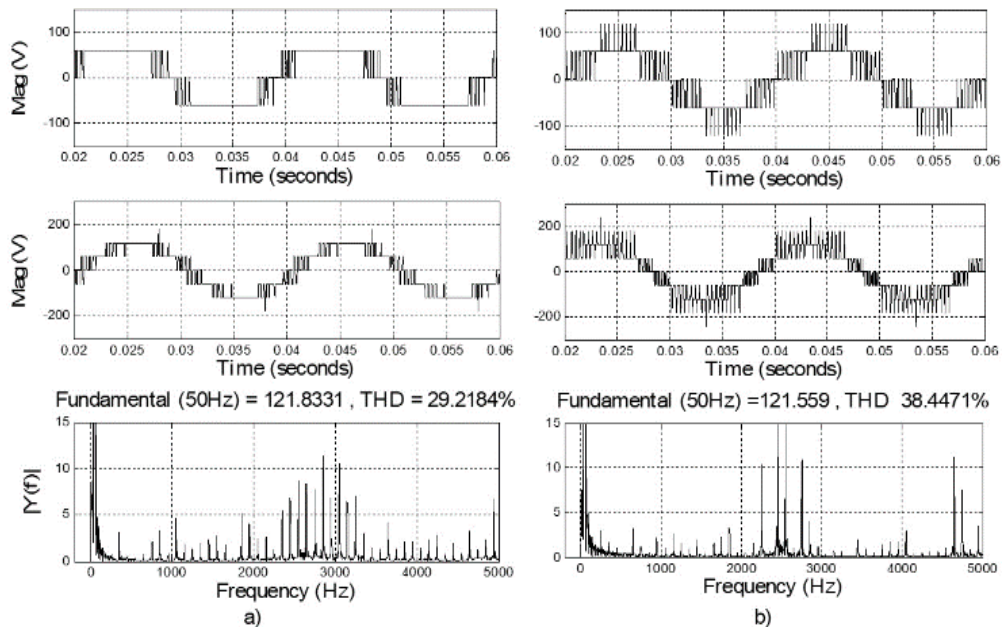 Mag (V)
100
0
-100
0.02 0.025 0.03 0.035 0.04 0.045 0.05 0.055 0.06
Time (seconds)
Mag (V)
200
0
-200
0.02 0.025 0.03 0.035 0.04 0.045 0.05 0.055 0.06
Time (seconds)
Fundamental (50Hz) = 121.8331 , THD = 29.2184%
|Y(f)|
15
10
5
0
0 1000 2000 3000 4000 5000
Frequency (Hz)
a)
100
0
-100
0.02 0.025 0.03 0.035 0.04 0.045 0.05 0.055 0.06
Time (seconds)
200
0
-200
0.02 0.025 0.03 0.035 0.04 0.045 0.05 0.055 0.06
Time (seconds)
Fundamental (50Hz) =121.559 , THD 38.4471%
15
10
5
0
0 1000 2000 3000 4000 5000
Frequency (Hz)
b)